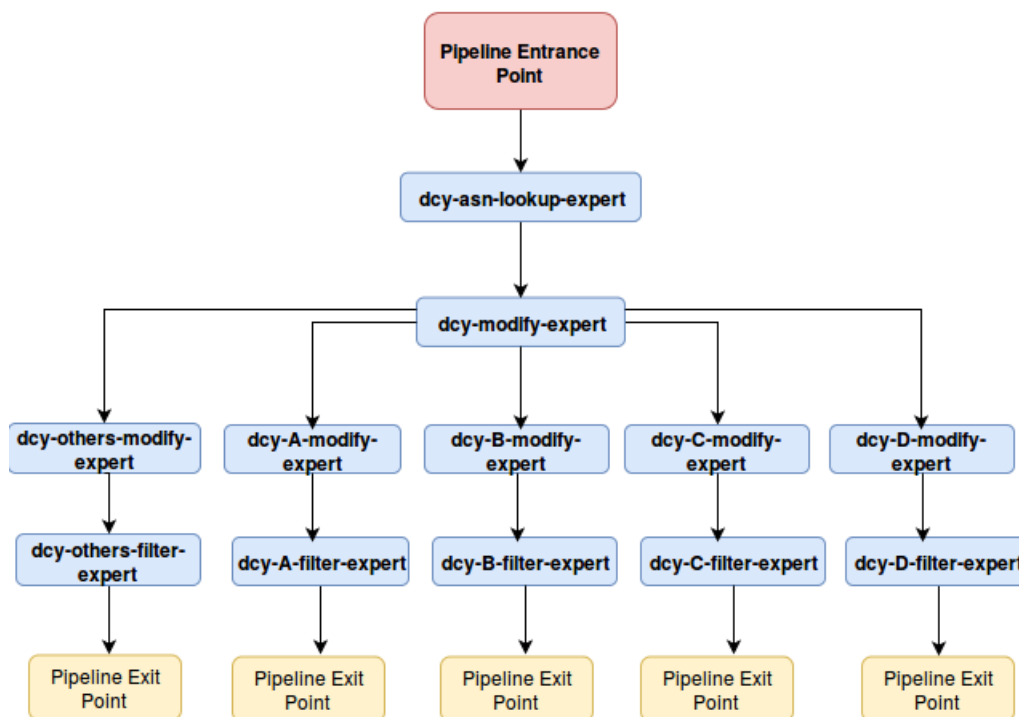 Pipeline Entrance
Point
dcy-asn-lookup-expert
dcy-modify-expert
dcy-others-modify-
expert
dcy-A-modify-
expert
dcy-B-modify-
expert
dcy-C-modify-
expert
dcy-D-modify-
expert
dcy-others-filter-
expert
dcy-A-filter-expert
dcy-B-filter-expert
dcy-C-filter-expert
dcy-D-filter-expert
Pipeline Exit
Point
Pipeline Exit
Point
Pipeline Exit
Point
Pipeline Exit
Point
Pipeline Exit
Point